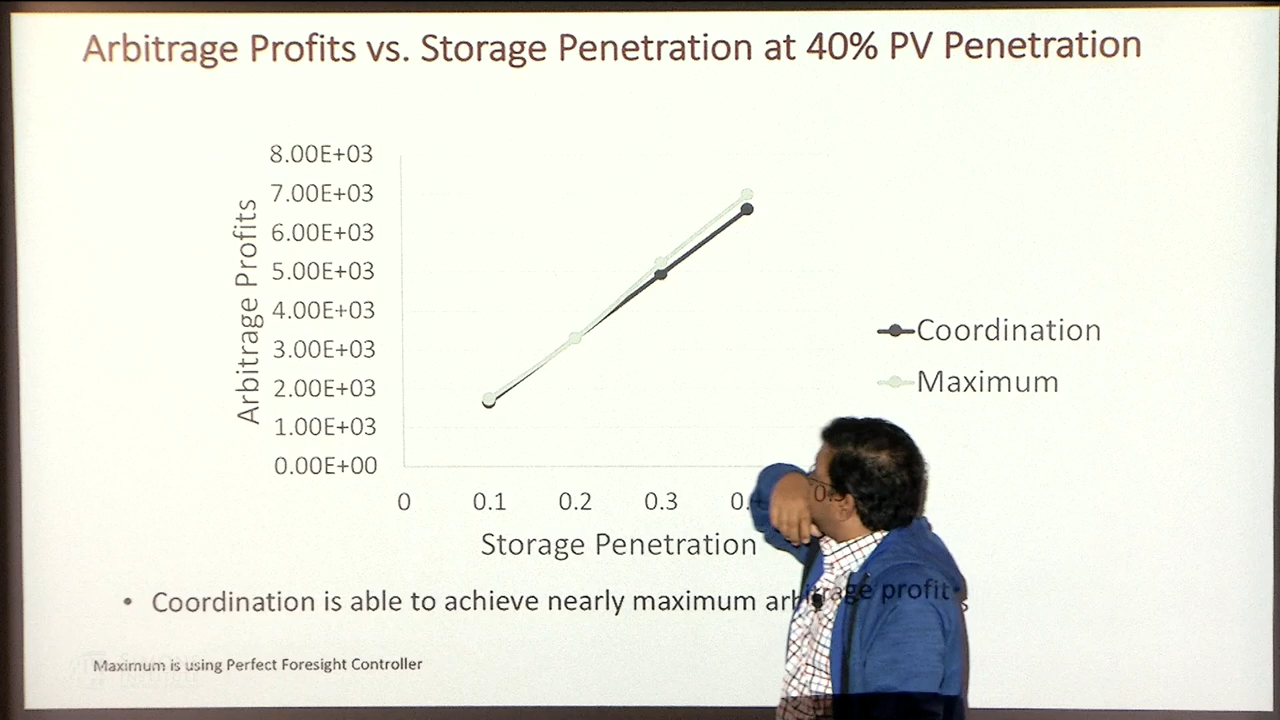 Arbitrage Profits vs. Storage Penetration at 40% PV Penetration
8.00E+03
7.00E+03
6.00E+03
5.00E+03
4.00E+03
3.00E+03
2.00E+03
1.00E+03
0.00E+00
Arbitrage Profits
0 0.1 0.2 0.3
Storage Penetration
Coordination
Maximum
• Coordination is able to achieve nearly maximum arbitrage profits
Maximum is using Perfect Foresight Controller